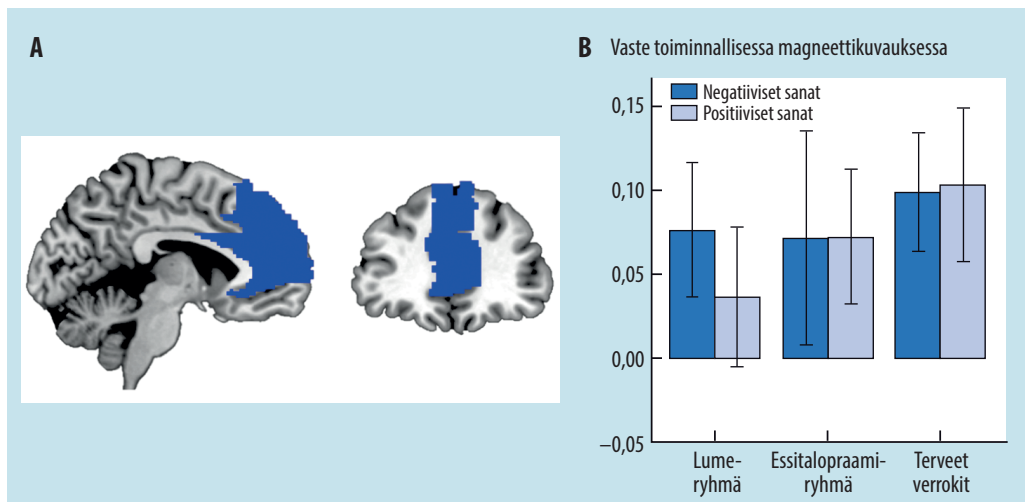 A
B Vaste toiminnallisessa magneettikuvauksessa
Negatiiviset sanat
Positiiviset sanat
0,15
0,10
0,05
0,00
–0,05
Lume-
ryhmä
Essitalopraami-
ryhmä
Terveet
verrokit